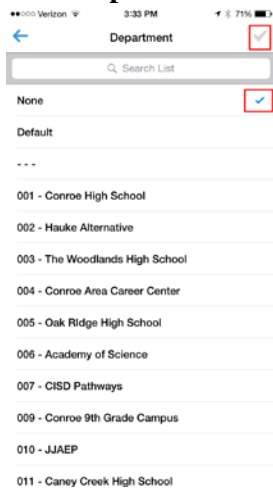 Verizon 3:33 PM 71%
Department
Search List
None
Default
- - -
001 - Conroe High School
002 - Hauke Alternative
003 - The Woodlands High School
004 - Conroe Area Career Center
005 - Oak Ridge High School
006 - Academy of Science
007 - CISD Pathways
009 - Conroe 9th Grade Campus
010 - JJAEP
011 - Caney Creek High School